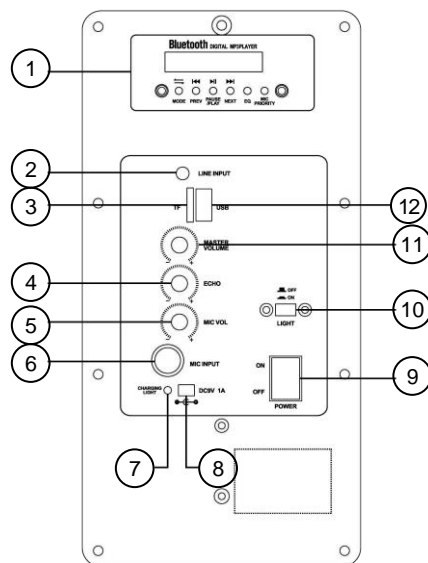 Bluetooth DIGITAL MP3PLAYER
MODE PREV PAUSE /PLAY NEXT EQ MIC PRIORITY
1
2
LINE INPUT
3
TF
USB
12
MASTER
VOLUME
11
4
ECHO
OFF
ON
LIGHT
10
5
MIC VOL
6
MIC INPUT
ON
OFF
POWER
9
CHARGING
LIGHT
DC9V 1A
7
8